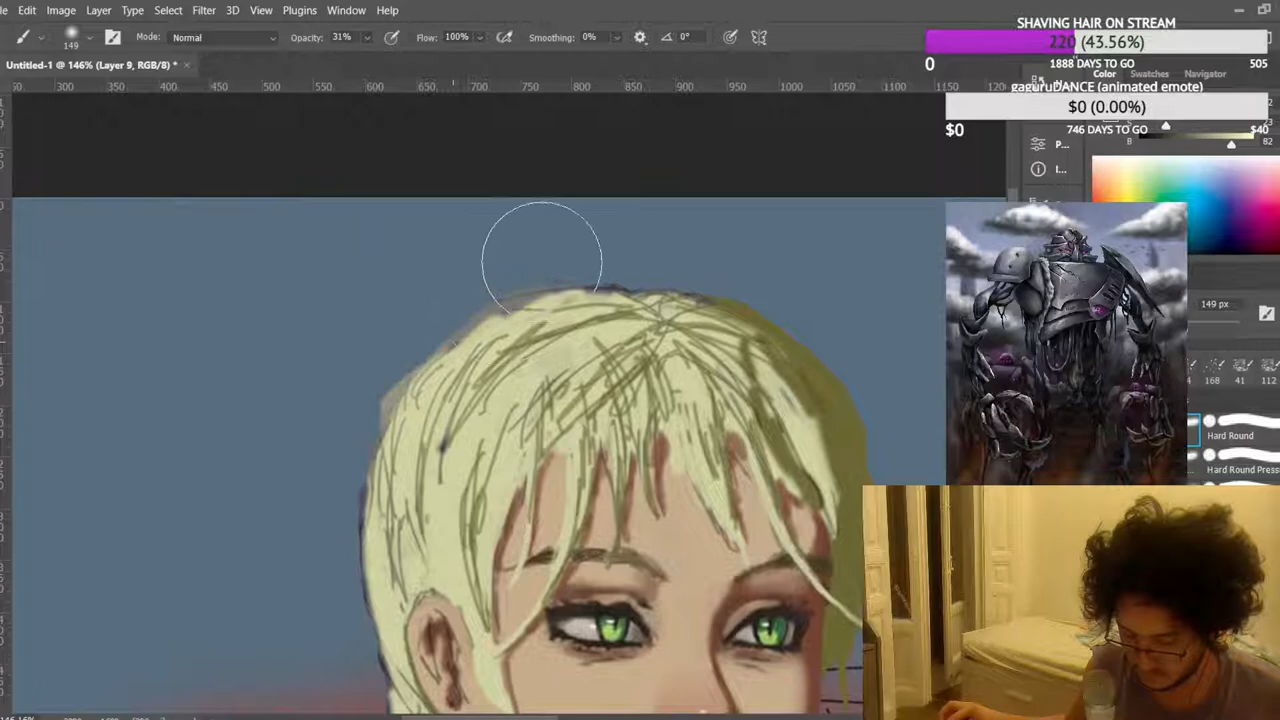 Edit Image Layer Type Select Filter 3D View Plugins Window Help
149 Mode: Normal Opacity: 31% Flow: 100% Smoothing: 0% 0°
Untitled-1 @ 146% (Layer 9, RGB/8) *
300 350 400 450 500 550 600 650 700 750 800 850 900 950 1000 1050 1100 1150
SHAVING HAIR ON STREAM
220 (43.56%)
0 1888 DAYS TO GO 505
Color Swatches Navigator
gaguruDANCE (animated emote)
$0 (0.00%)
$0 746 DAYS TO GO $40
S 23
B 82
P...
I...
149 px
168 41 112
Hard Round
Hard Round Press